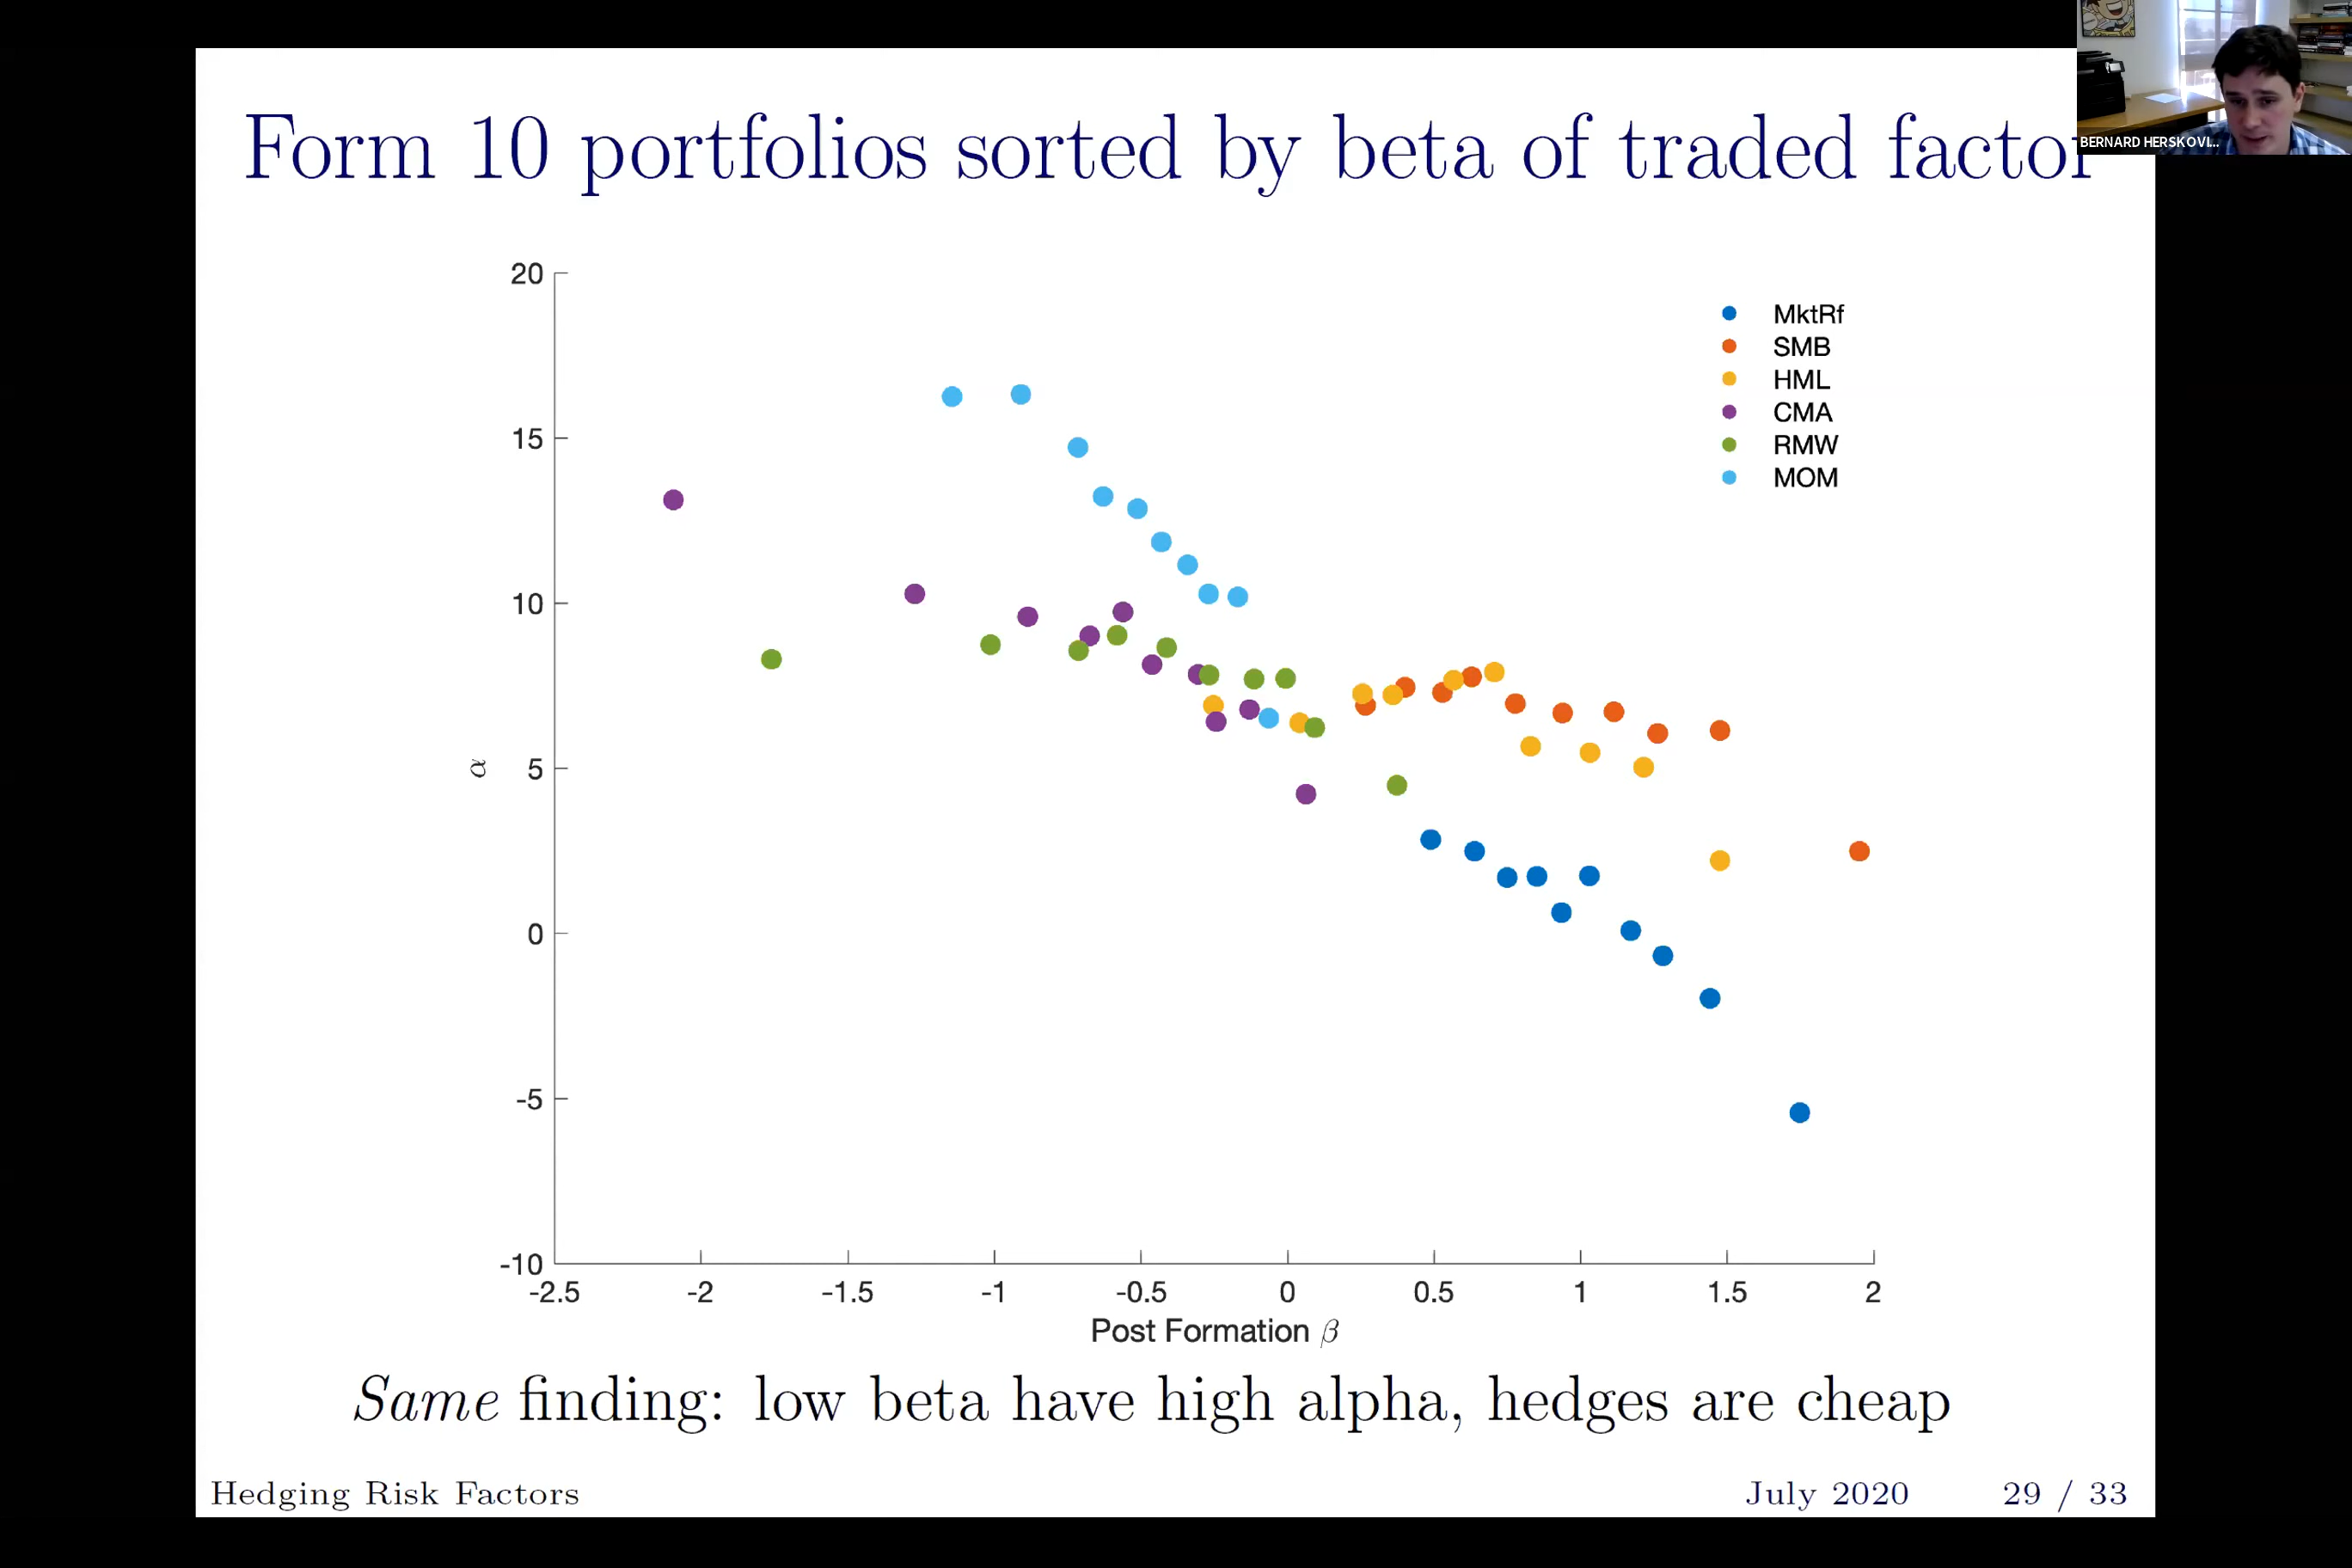 Form 10 portfolios sorted by beta of traded factor
BERNARD HERSKOVI...
20
15
10
5
0
-5
-10
α
MktRf
SMB
HML
CMA
RMW
MOM
-2.5 -2 -1.5 -1 -0.5 0 0.5 1 1.5 2
Post Formation β
Same finding: low beta have high alpha, hedges are cheap
Hedging Risk Factors July 2020 29 / 33